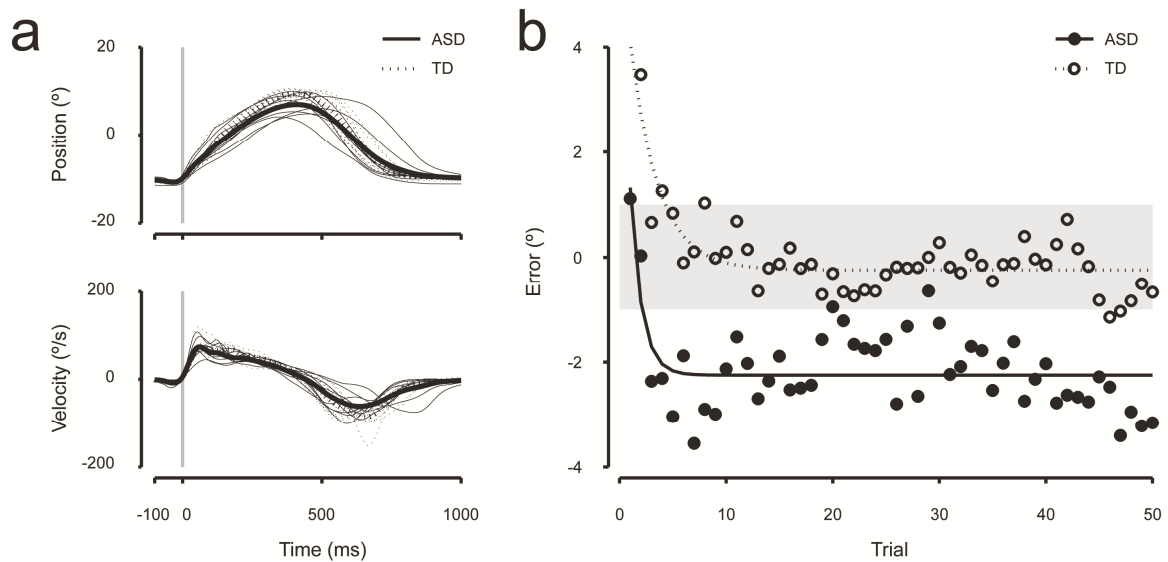 a
ASD
TD
20
0
-20
Position (º)
200
0
-200
Velocity (º/s)
-100 0 500 1000
Time (ms)
b
ASD
TD
4
2
0
-2
-4
Error (º)
0 10 20 30 40 50
Trial